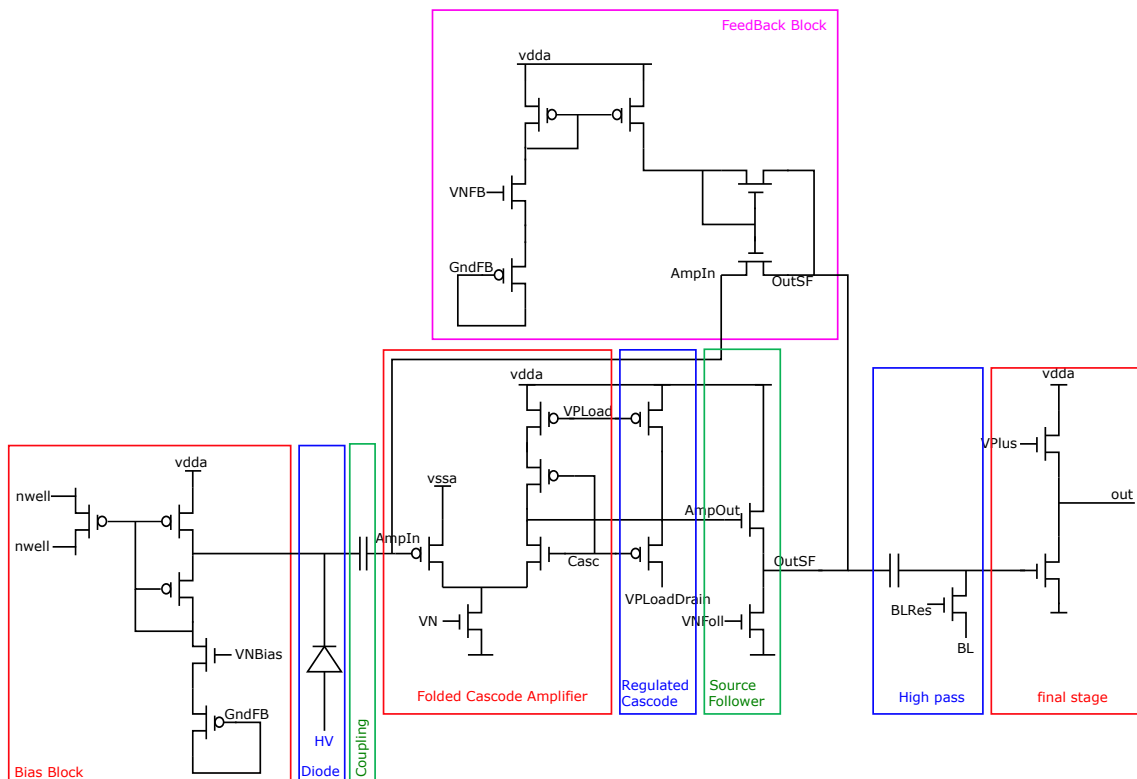 FeedBack Block
vdda
VNFB
GndFB
AmpIn
OutSF
vdda
VPLoad
vdda
VPlus
out
vdda
nwell
nwell
vssa
AmpIn
AmpOut
Casc
OutSF
VPLoadDrain
BLRes
VN
VNFoll
BL
VNBias
GndFB
HV
Folded Cascode Amplifier
Regulated
Cascode
Source
Follower
High pass
final stage
Bias Block
Diode
Coupling